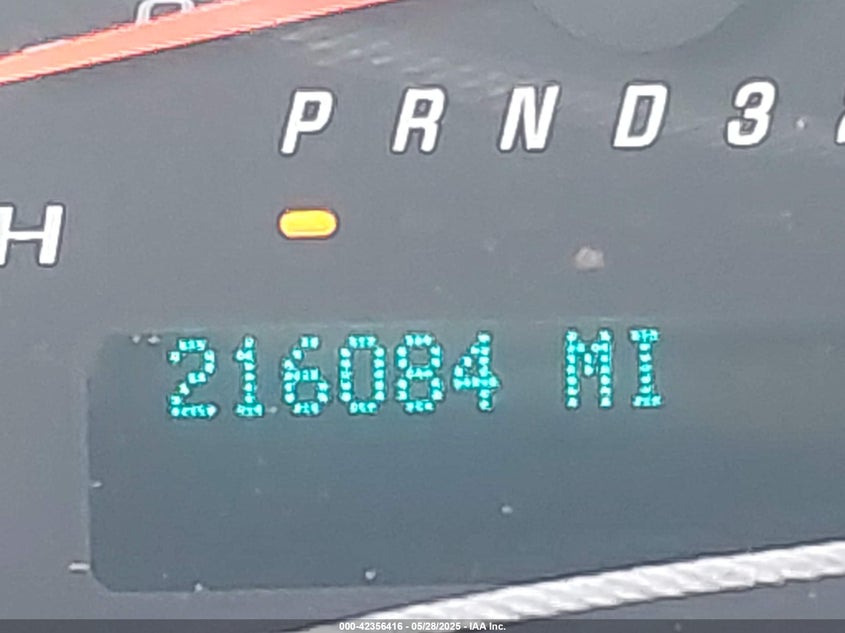 P R N D 3
H
216084 MI
000-42356416 - 05/28/2025 - IAA Inc.